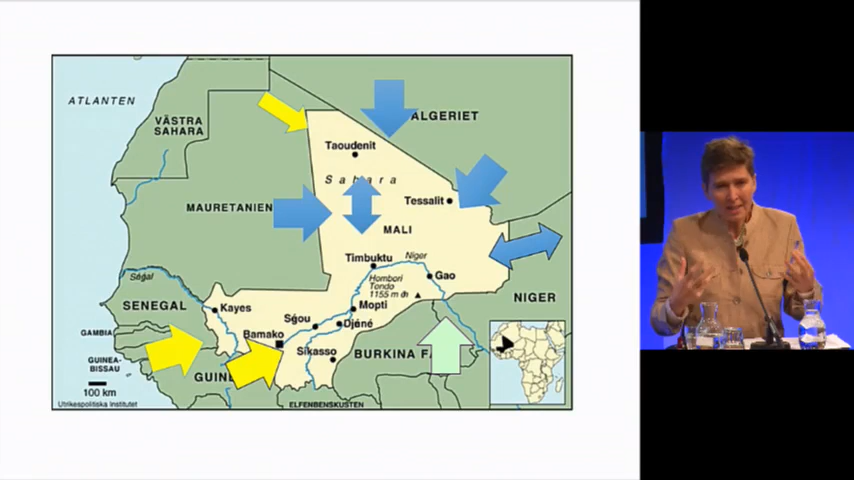 ATLANTEN
VÄSTRA
SAHARA
ALGERIET
Taoudenit
Sahara
Tessalit
MAURETANIEN
MALI
Timbuktu
Niger
Gao
Hombori
Tondo
1155 m
Ségal
SENEGAL
Kayes
Mopti
NIGER
Ségou
Djéné
GAMBIA
Bamako
Sikasso
BURKINA FA
GUINEA-
BISSAU
GUIN
100 km
Utrikespolitiska Institutet
ELFENBENSKUSTEN